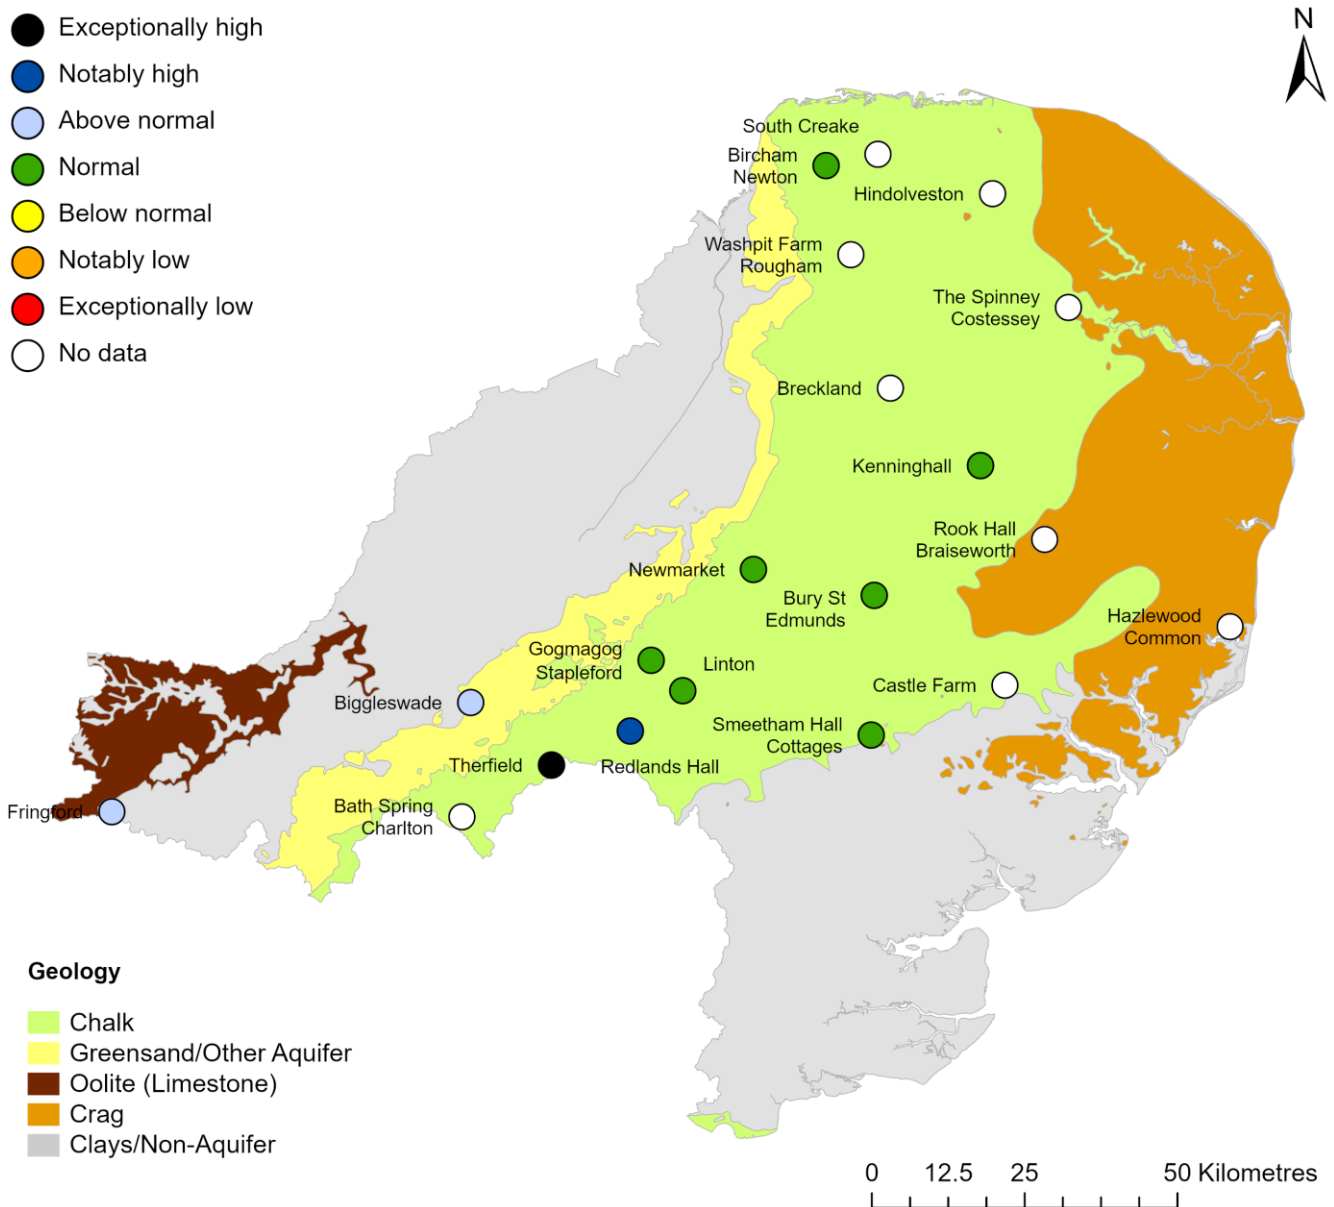 Exceptionally high
Notably high
Above normal
Normal
Below normal
Notably low
Exceptionally low
No data
N
South Creake
Bircham
Newton
Hindolveston
Washpit Farm
Rougham
The Spinney
Costessey
Breckland
Kenninghall
Rook Hall
Braiseworth
Newmarket
Bury St
Edmunds
Hazlewood
Common
Gogmagog
Stapleford
Linton
Castle Farm
Biggleswade
Smeetham Hall
Cottages
Therfield
Redlands Hall
Bath Spring
Charlton
Fringford
Geology
Chalk
Greensand/Other Aquifer
Oolite (Limestone)
Crag
Clays/Non-Aquifer
0 12.5 25 50 Kilometres